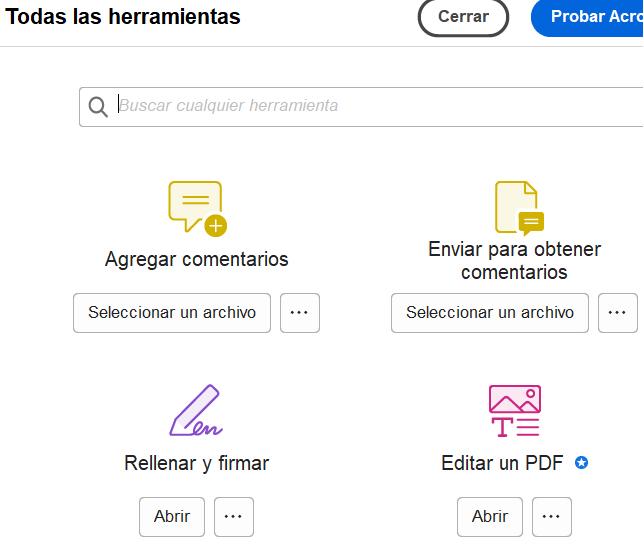 Todas las herramientas
Cerrar
Probar Acro
Buscar cualquier herramienta
Agregar comentarios
Enviar para obtener
comentarios
Seleccionar un archivo
Seleccionar un archivo
Rellenar y firmar
Editar un PDF
Abrir
Abrir